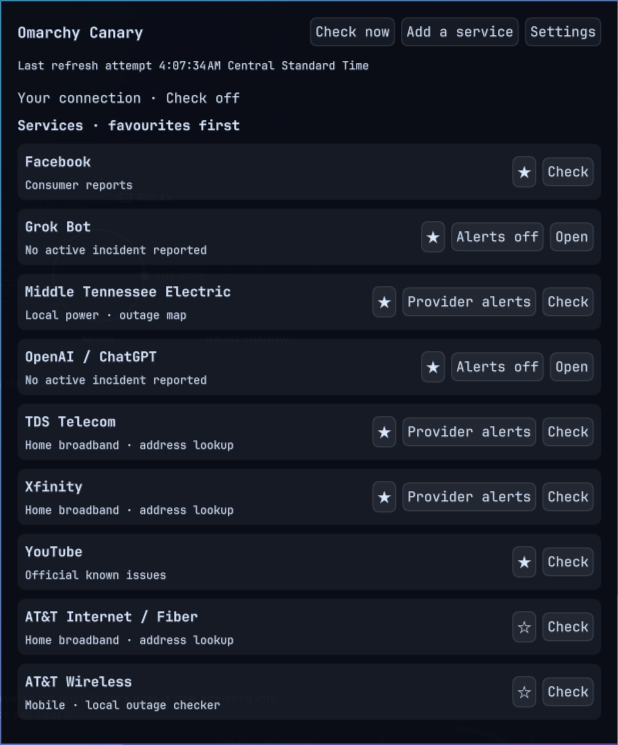 Omarchy Canary Check now Add a service Settings
Last refresh attempt 4:07:34AM Central Standard Time
Your connection · Check off
Services · favourites first
Facebook
Consumer reports
★ Check
Grok Bot
No active incident reported
★ Alerts off Open
Middle Tennessee Electric
Local power · outage map
★ Provider alerts Check
OpenAI / ChatGPT
No active incident reported
★ Alerts off Open
TDS Telecom
Home broadband · address lookup
★ Provider alerts Check
Xfinity
Home broadband · address lookup
★ Provider alerts Check
YouTube
Official known issues
★ Check
AT&T Internet / Fiber
Home broadband · address lookup
☆ Check
AT&T Wireless
Mobile · local outage checker
☆ Check